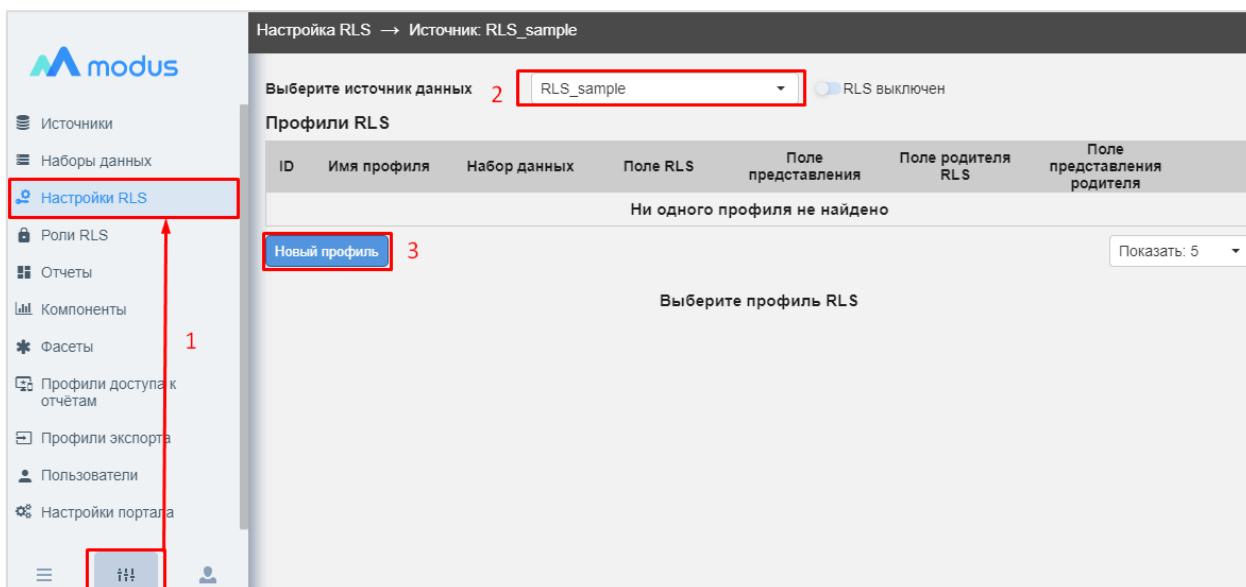 modus
Источники
Наборы данных
Настройки RLS
Роли RLS
Отчеты
Компоненты
Фасеты
Профили доступа к
отчётам
Профили экспорта
Пользователи
Настройки портала
1
Настройка RLS → Источник: RLS_sample
Выберите источник данных 2 RLS_sample RLS выключен
Профили RLS
ID Имя профиля Набор данных Поле RLS Поле представления Поле родителя RLS Поле представления родителя
Ни одного профиля не найдено
Новый профиль 3 Показать: 5
Выберите профиль RLS